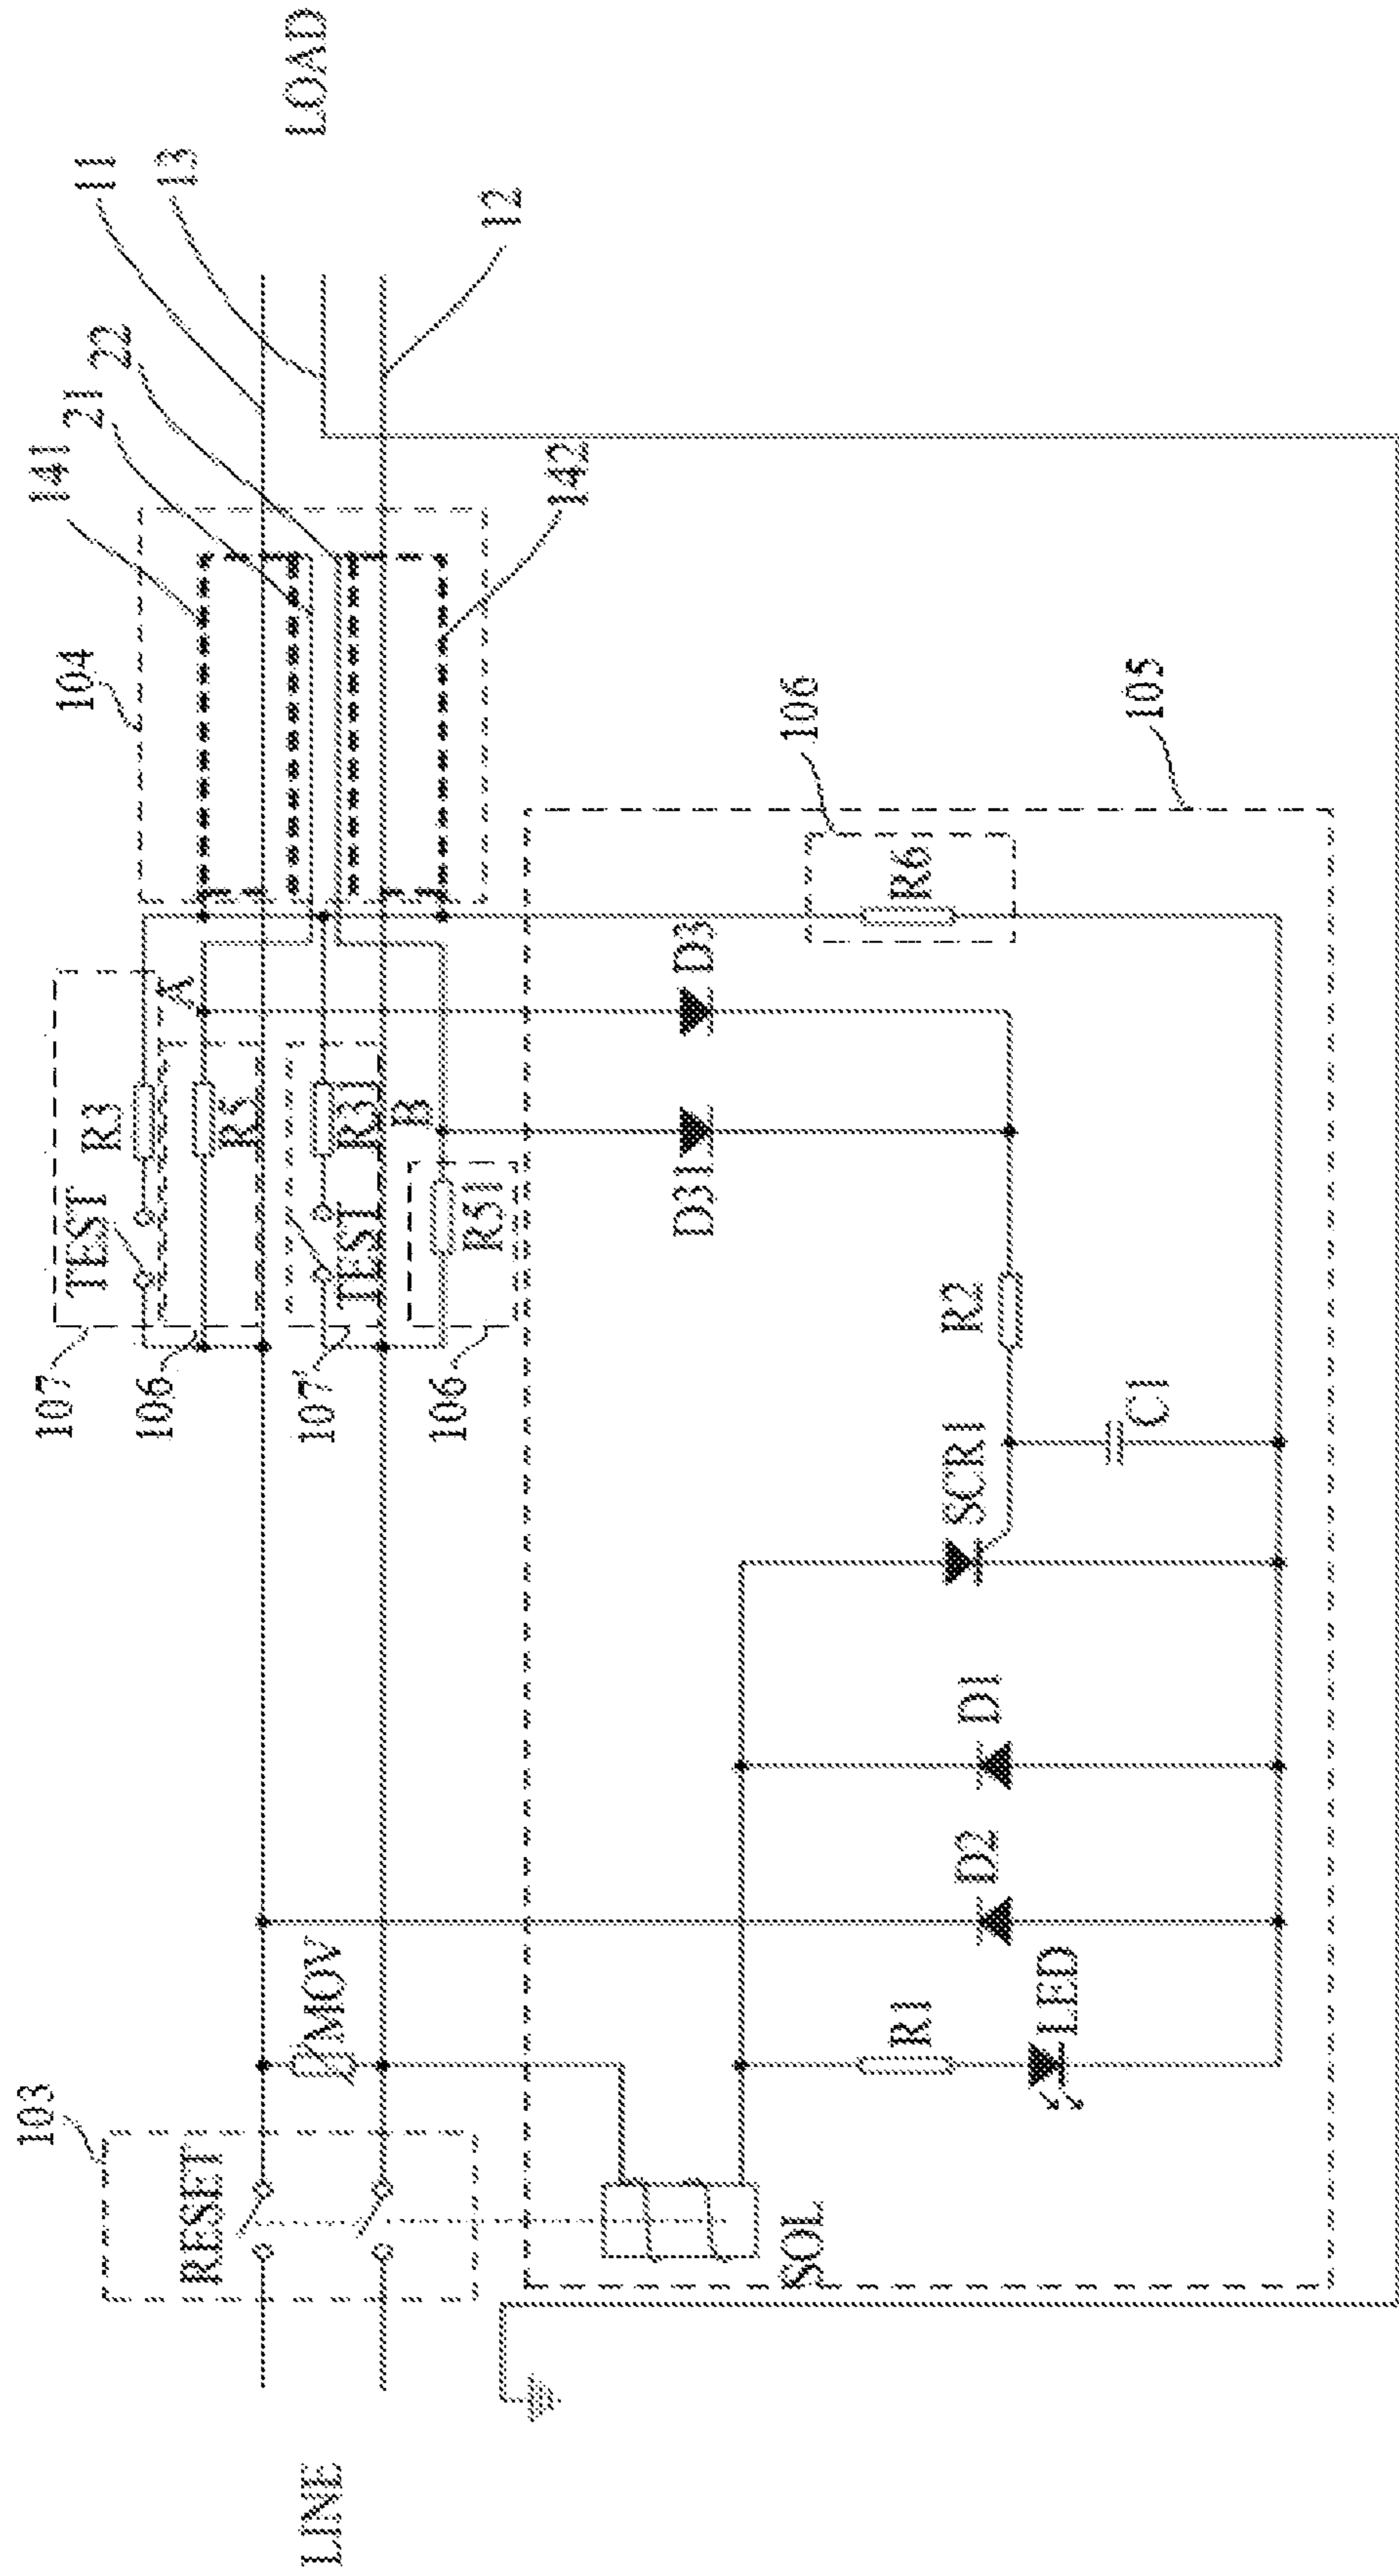 LINE
LOAD
103
RESET
MOV
107
TEST
R3
A
106
R5
107
TEST
R31
B
106
R51
104
141
21
22
11
13
12
142
105
106
R6
D3
D31
R2
C1
SCR1
D1
D2
R1
LED
SOL